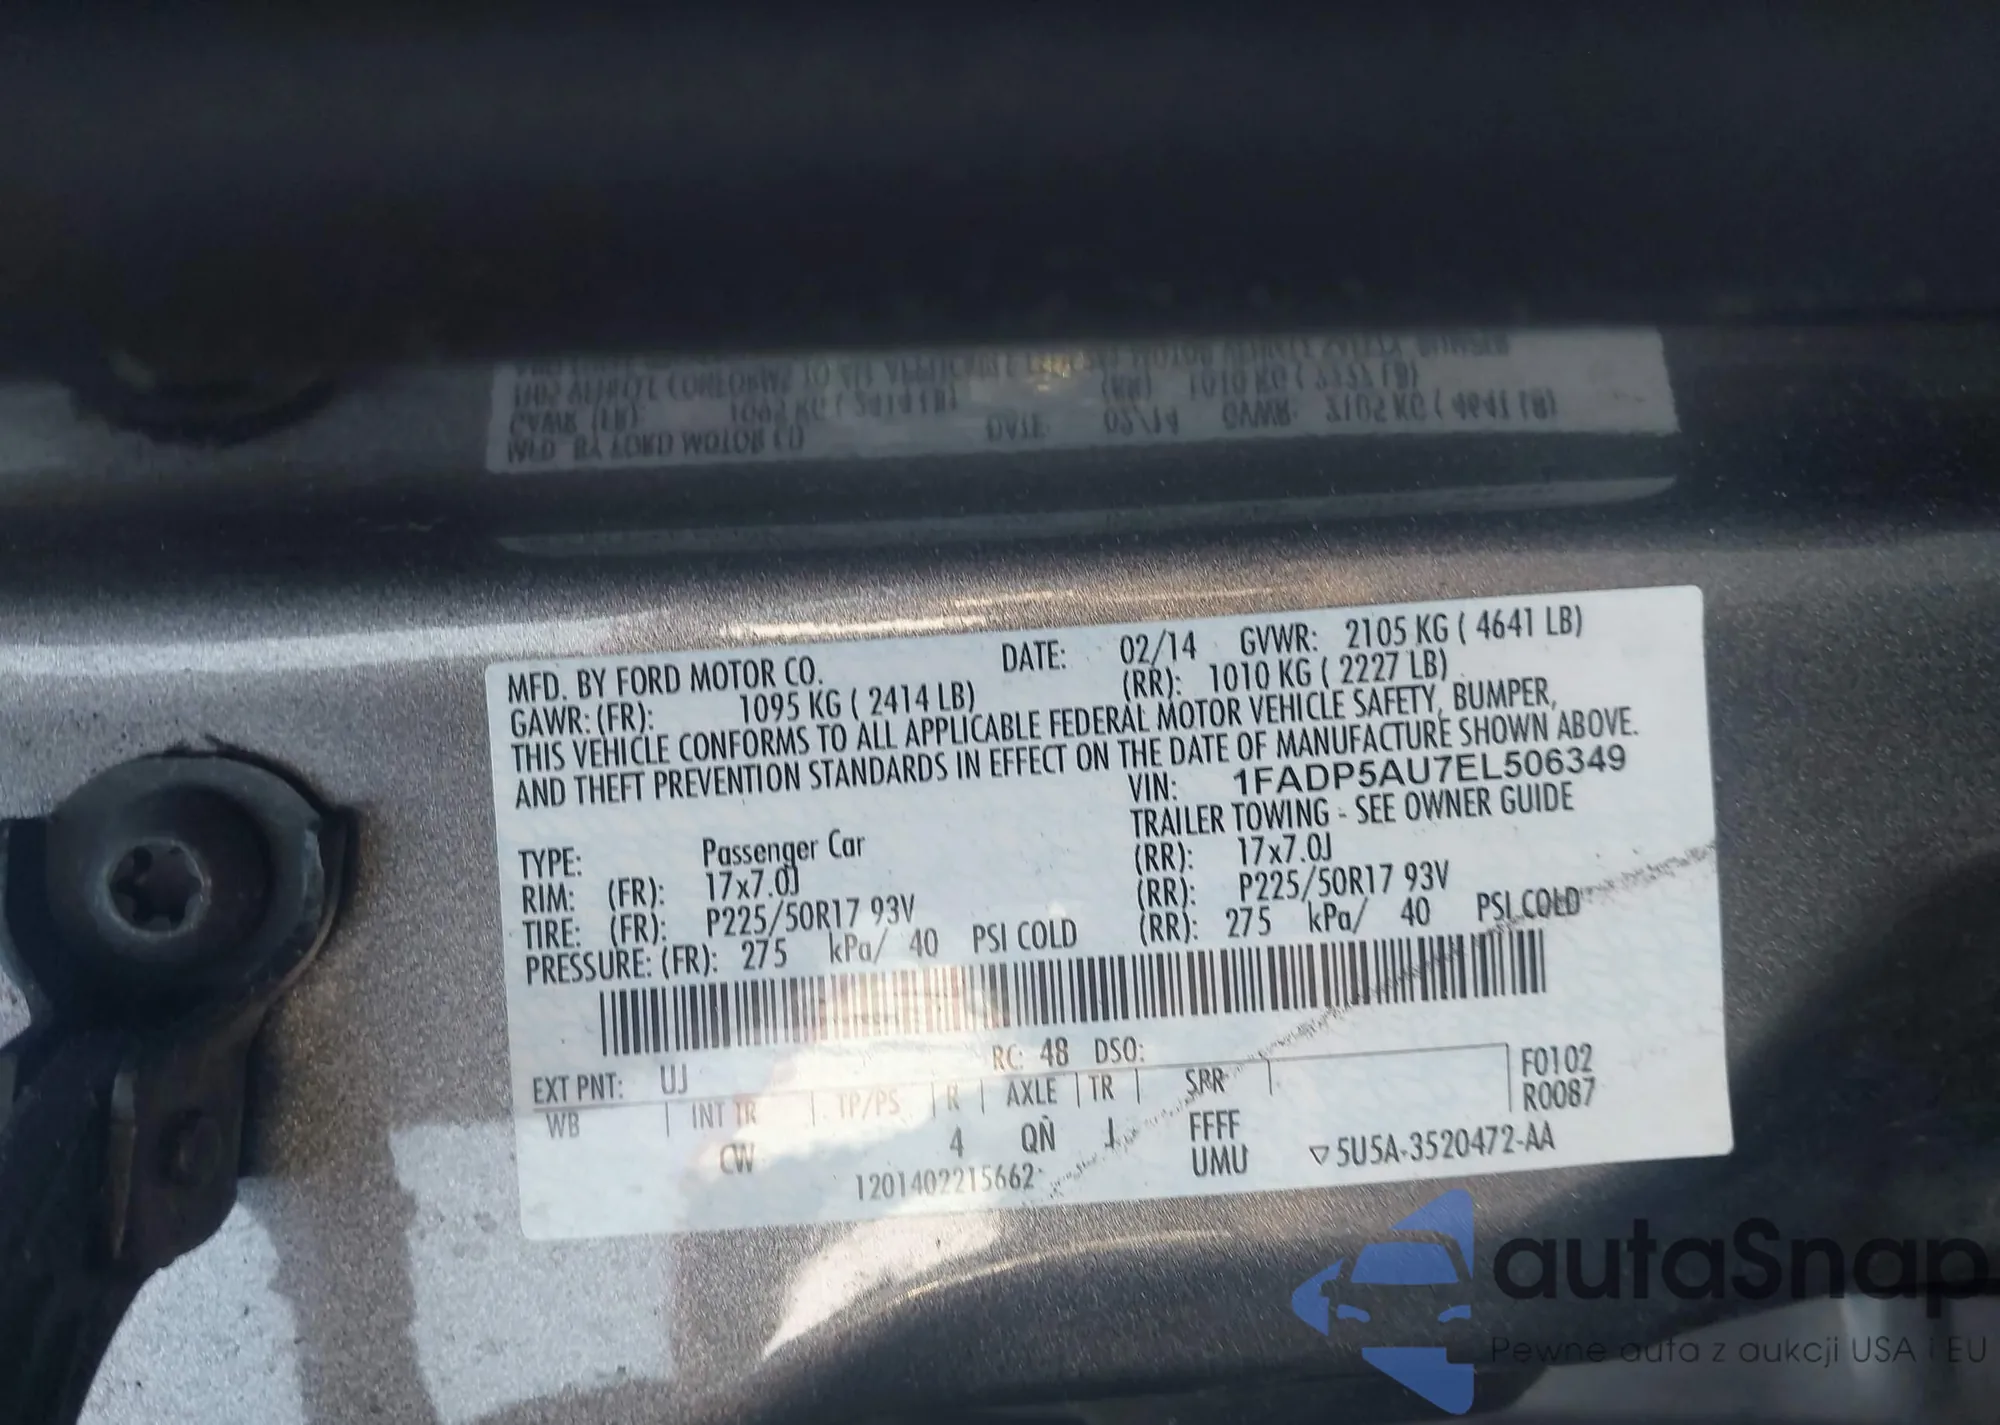 MFD. BY FORD MOTOR CO. DATE: 02/14 GVWR: 2105 KG ( 4641 LB)
GAWR: (FR): 1095 KG ( 2414 LB) (RR): 1010 KG ( 2227 LB)
THIS VEHICLE CONFORMS TO ALL APPLICABLE FEDERAL MOTOR VEHICLE SAFETY, BUMPER,
AND THEFT PREVENTION STANDARDS IN EFFECT ON THE DATE OF MANUFACTURE SHOWN ABOVE.
VIN: 1FADP5AU7EL506349
TRAILER TOWING - SEE OWNER GUIDE
TYPE: Passenger Car
RIM: (FR): 17x7.0J (RR): 17x7.0J
TIRE: (FR): P225/50R17 93V (RR): P225/50R17 93V
PRESSURE: (FR): 275 kPa/ 40 PSI COLD (RR): 275 kPa/ 40 PSI COLD
RC: 48 DSO:
EXT PNT: UJ F0102
WB INT TR TP/PS R AXLE TR SPR R0087
CW 4 QÑ J FFFF
1201402215662 UMU ▽5U5A-3520472-AA
autaSnap
Pewne auta z aukcji USA i EU